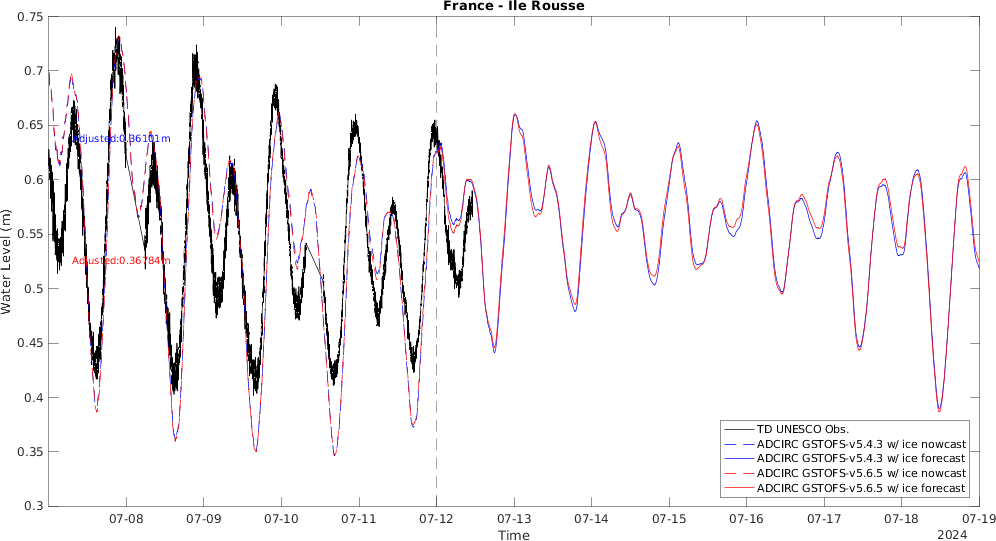 France - Ile Rousse
0.75
0.7
0.65
0.6
0.55
0.5
0.45
0.4
0.35
0.3
Water Level (m)
Adjusted:0.36101m
Adjusted:0.36784m
TD UNESCO Obs.
ADCIRC GSTOFS-v5.4.3 w/ ice nowcast
ADCIRC GSTOFS-v5.4.3 w/ ice forecast
ADCIRC GSTOFS-v5.6.5 w/ ice nowcast
ADCIRC GSTOFS-v5.6.5 w/ ice forecast
07-08 07-09 07-10 07-11 07-12 07-13 07-14 07-15 07-16 07-17 07-18 07-19
Time
2024